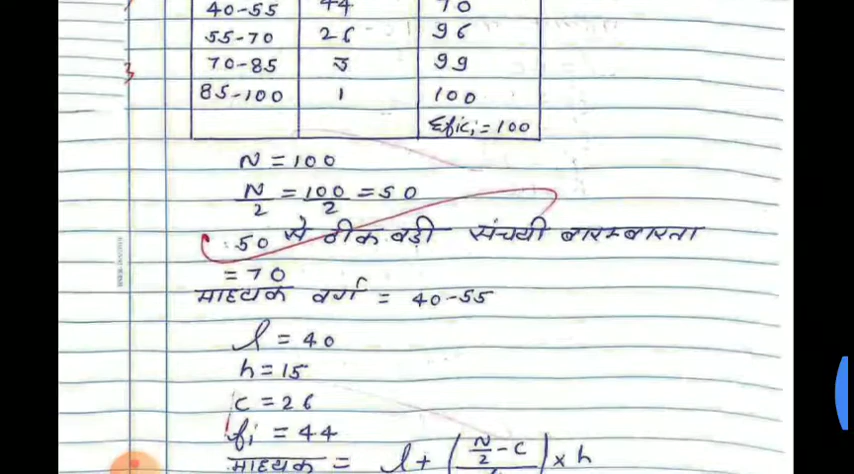 40-55 44 70
55-70 26 96
70-85 3 99
85-100 1 100
Σfici = 100
N = 100
N/2 = 100/2 = 50
50 से ठीक बड़ी संचयी बारम्बारता
= 70
माध्यक वर्ग = 40-55
l = 40
h = 15
c = 26
fi = 44
माध्यक = l + (N/2 - c) × h